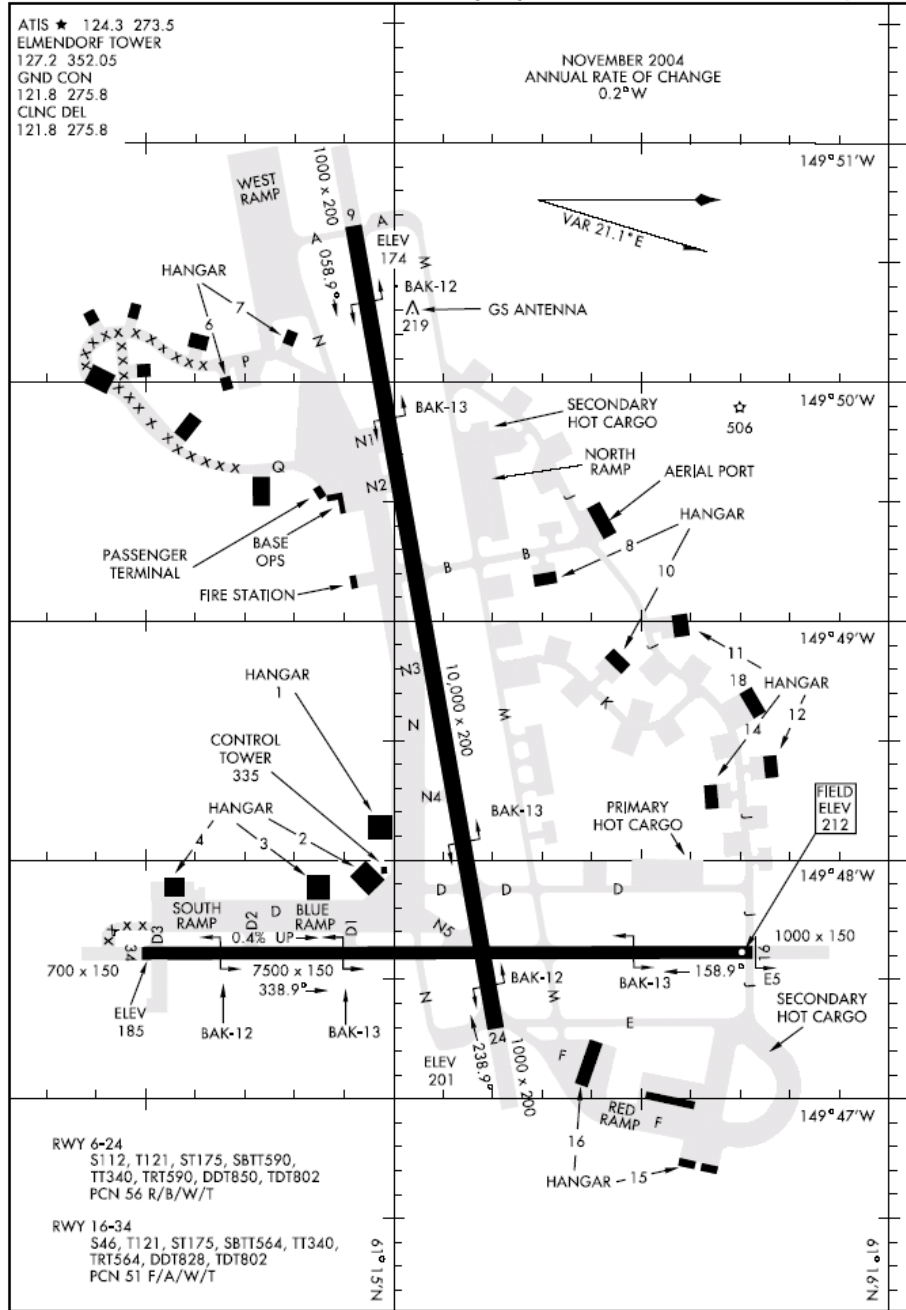 ATIS ★ 124.3 273.5
ELMENDORF TOWER
127.2 352.05
GND CON
121.8 275.8
CLNC DEL
121.8 275.8
NOVEMBER 2004
ANNUAL RATE OF CHANGE
0.2°W
149°51'W
WEST
RAMP
1000 x 200
VAR 21.1°E
9
A
A
ELEV
174
058.9°
M
HANGAR
BAK-12
7
6
GS ANTENNA
219
N
P
149°50'W
BAK-13
SECONDARY
HOT CARGO
506
N1
NORTH
RAMP
Q
N2
J
AERIAL PORT
HANGAR
PASSENGER
TERMINAL
BASE
OPS
B
B
8
10
FIRE STATION
149°49'W
J
11
N3
HANGAR
1
K
18
HANGAR
10,000 x 200
M
N
14
12
CONTROL
TOWER
335
N4
BAK-13
PRIMARY
HOT CARGO
FIELD
ELEV
212
HANGAR
4
3
2
J
149°48'W
D
D
D
SOUTH
RAMP
D2
D
BLUE
RAMP
D1
N5
J
D3
0.4% UP
34
16
1000 x 150
700 x 150
7500 x 150
338.9°
BAK-12
M
BAK-13
158.9°
J
E5
ELEV
185
BAK-12
BAK-13
N
SECONDARY
HOT CARGO
E
24
ELEV
201
238.9°
1000 x 200
F
149°47'W
RED
RAMP
F
16
HANGAR
15
RWY 6-24
S112, T121, ST175, SBTT590,
TT340, TRT590, DDT850, TDT802
PCN 56 R/B/W/T
RWY 16-34
S46, T121, ST175, SBTT564, TT340,
TRT564, DDT828, TDT802
PCN 51 F/A/W/T
61°15'N
61°16'N